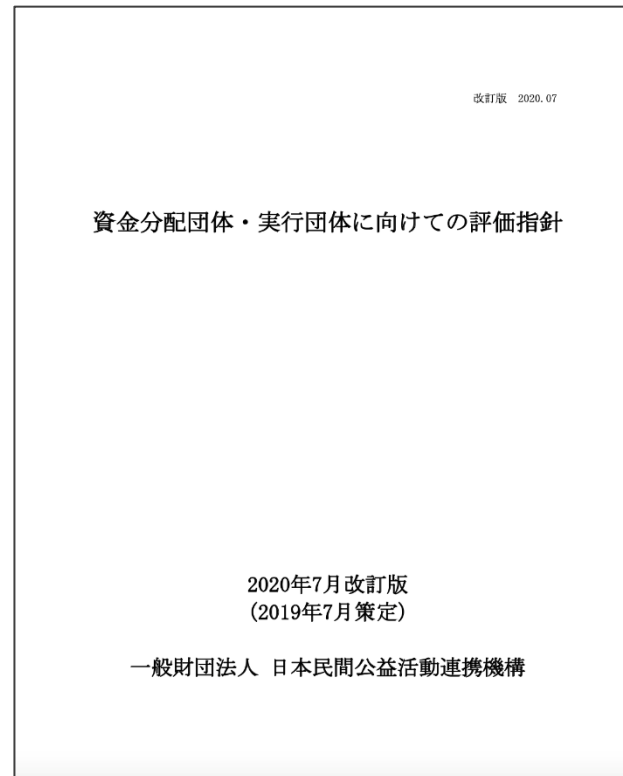 改訂版 2020.07
資金分配団体・実行団体に向けての評価指針
2020年7月改訂版
(2019年7月策定)
一般財団法人 日本民間公益活動連携機構